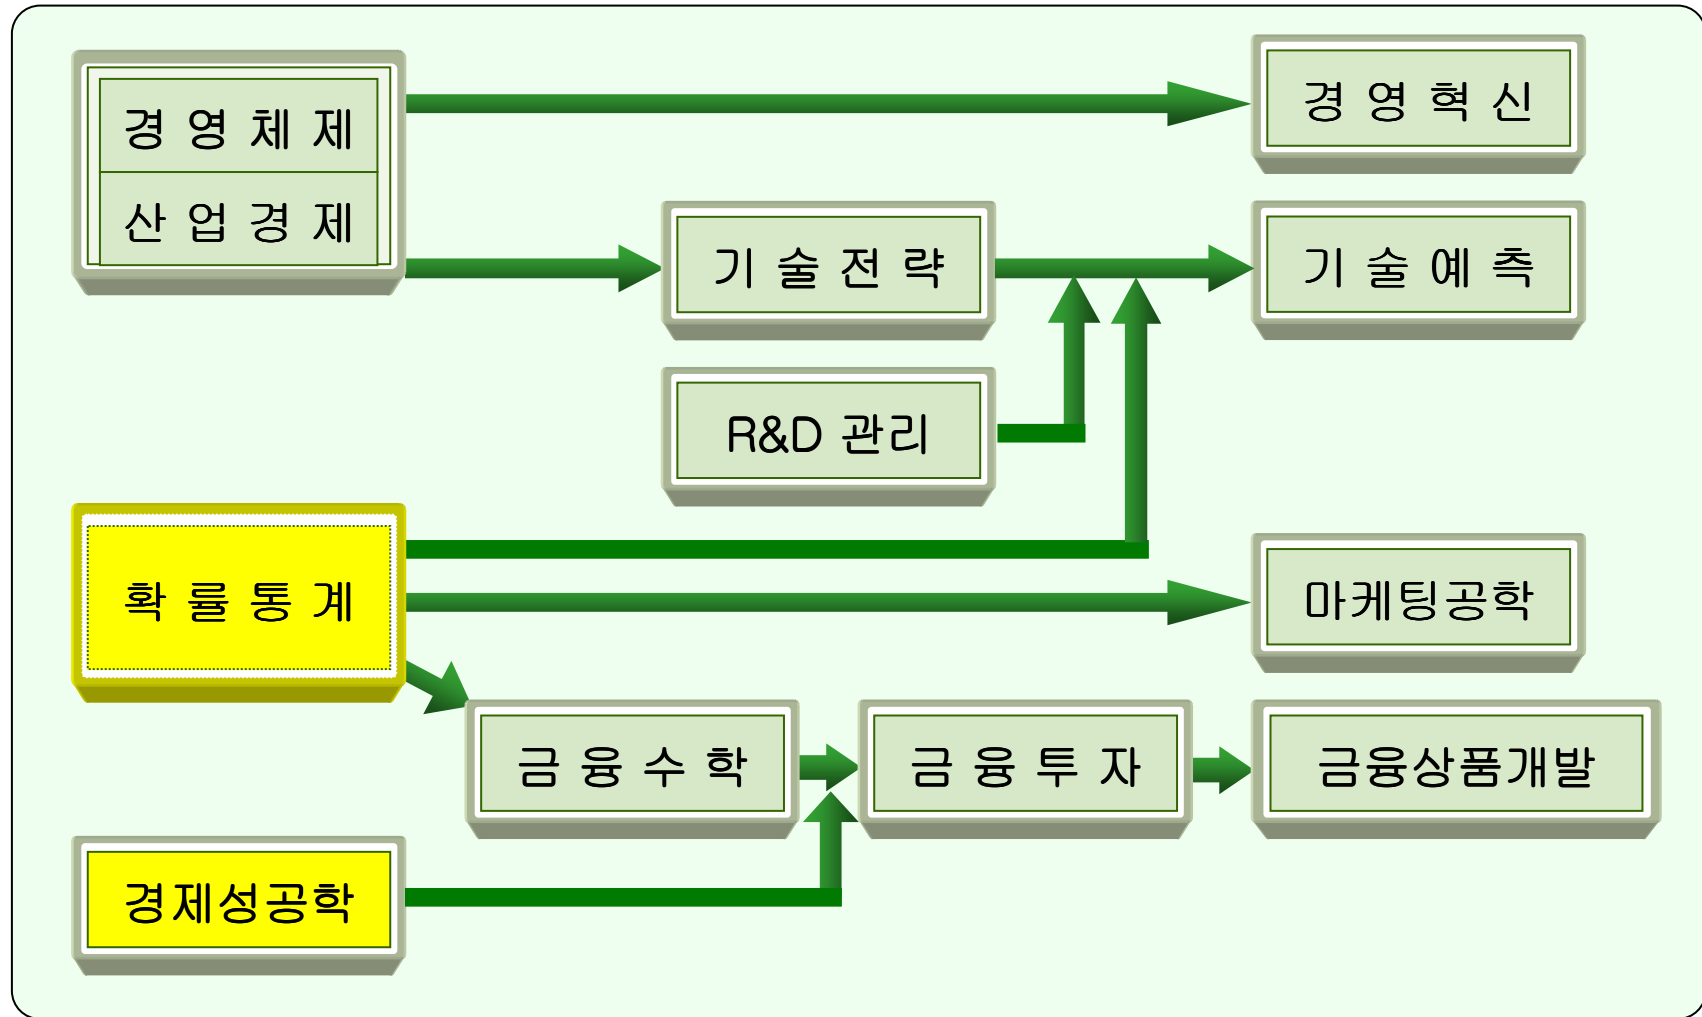 경 영 체 제
산 업 경 제
경 영 혁 신
기 술 전 략
기 술 예 측
R&D 관리
확 률 통 계
마케팅공학
금 융 수 학
금 융 투 자
금융상품개발
경제성공학